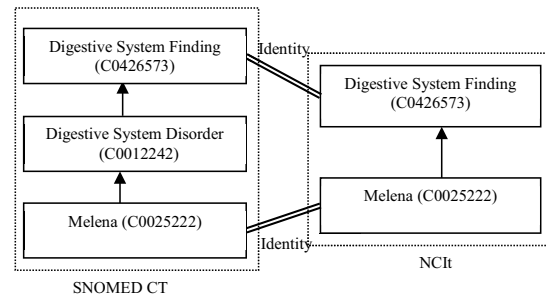 Digestive System Finding
(C0426573)
Identity
Digestive System Finding
(C0426573)
Digestive System Disorder
(C0012242)
Melena (C0025222)
Melena (C0025222)
Identity
NCIt
SNOMED CT